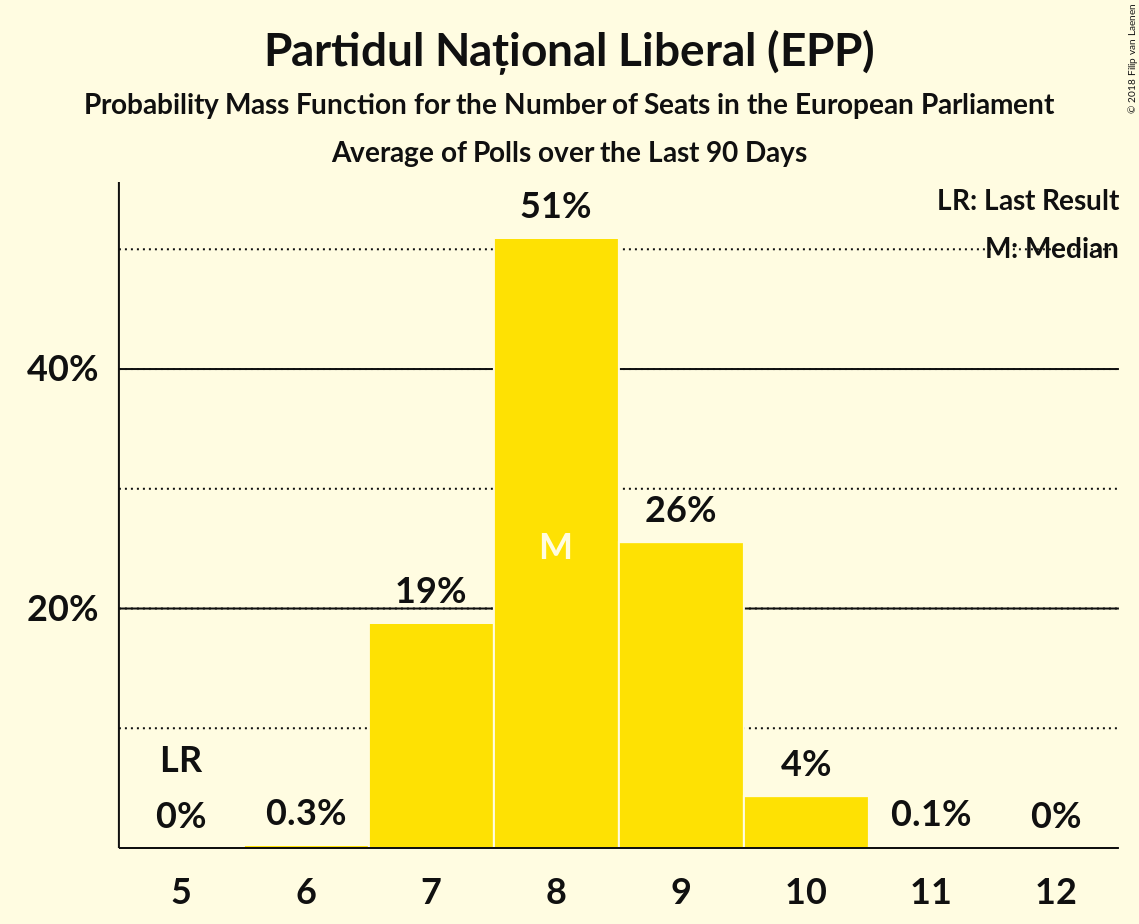 Partidul Național Liberal (EPP)
Probability Mass Function for the Number of Seats in the European Parliament
Average of Polls over the Last 90 Days
© 2018 Filip van Laenen
LR: Last Result
M: Median
51%
40%
26%
M
19%
20%
LR
4%
0%
0.3%
0.1%
0%
5 6 7 8 9 10 11 12